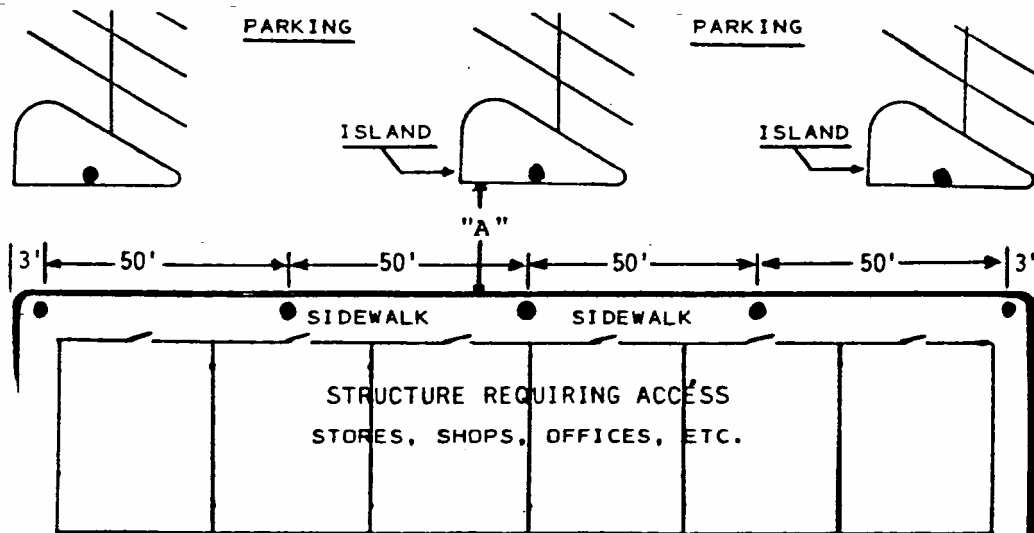 PARKING
PARKING
ISLAND
ISLAND
"A"
3' 50' 50' 50' 50' 3'
SIDEWALK SIDEWALK
STRUCTURE REQUIRING ACCESS
STORES, SHOPS, OFFICES, ETC.